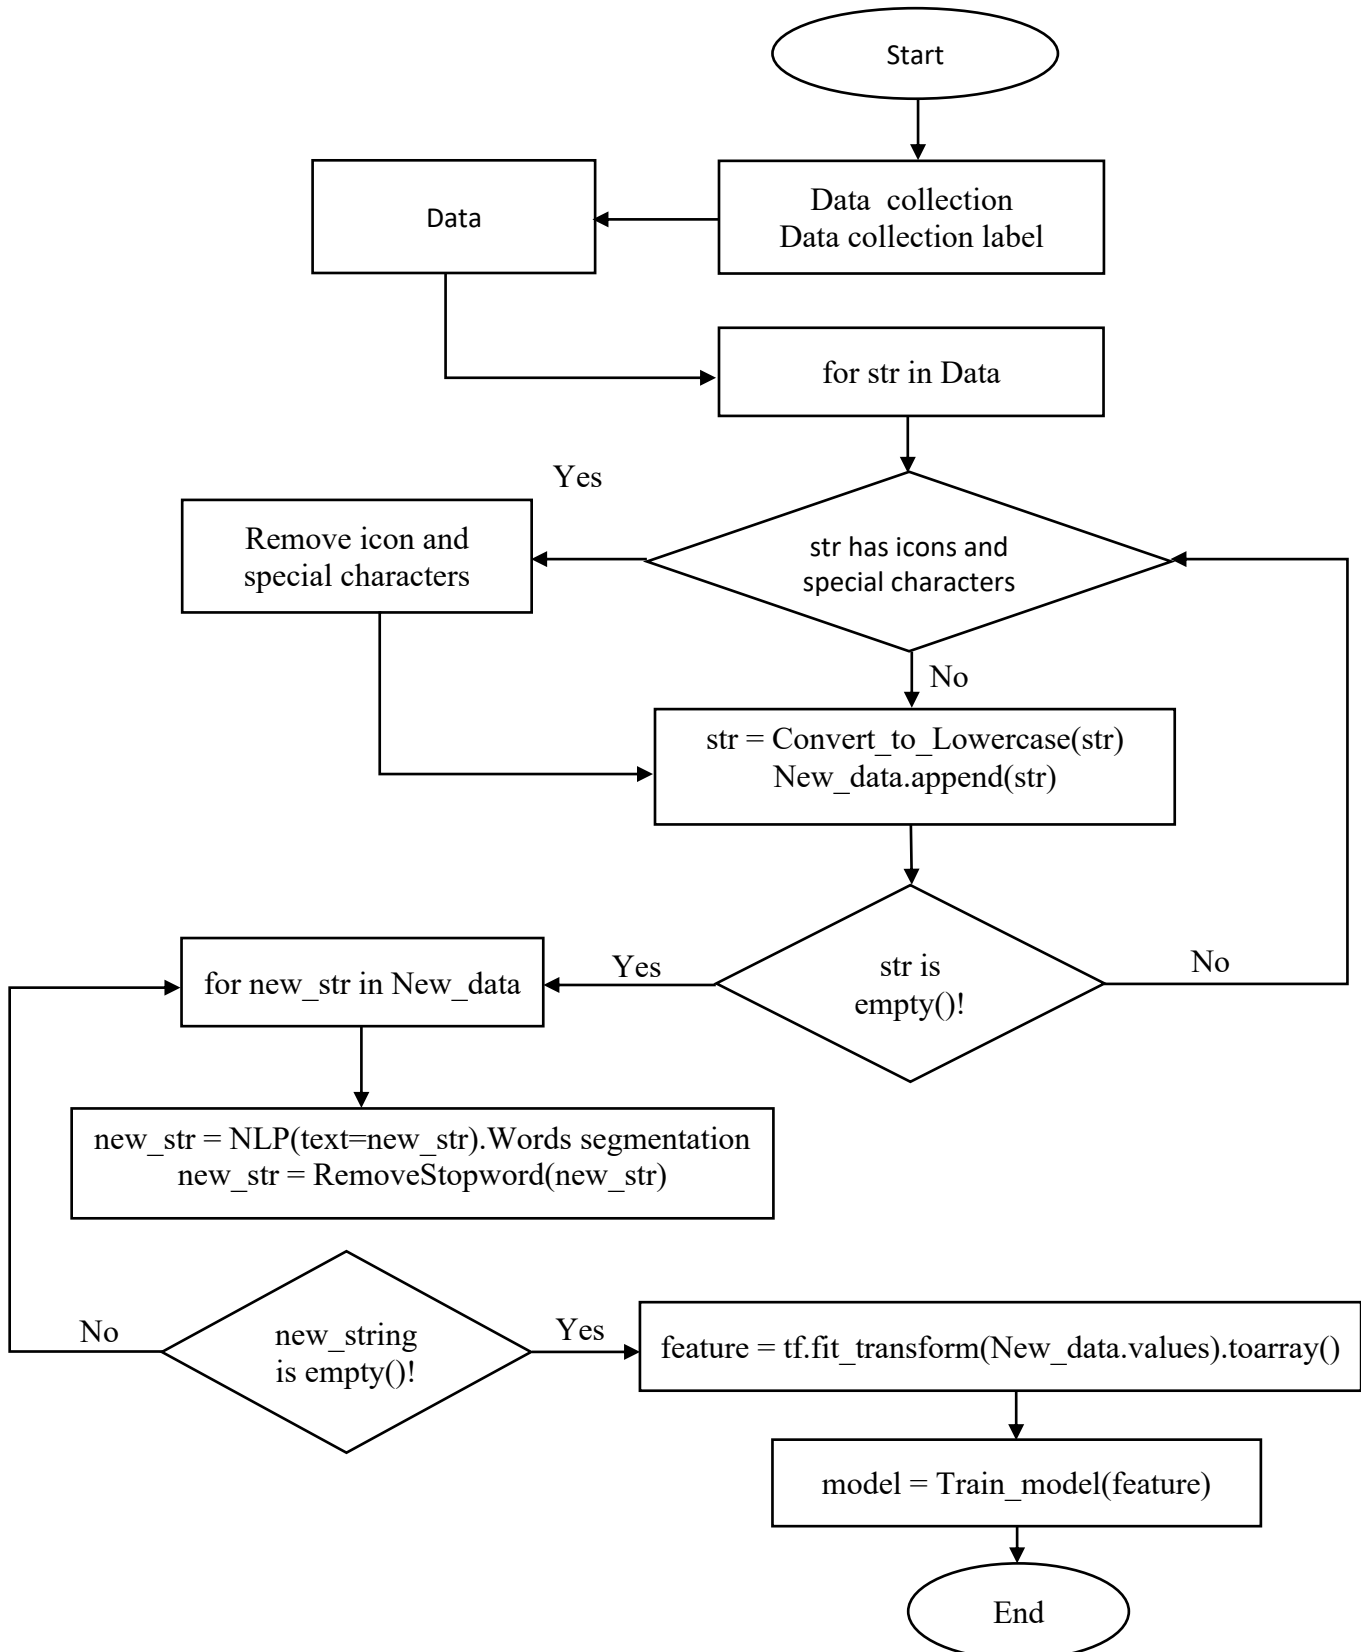 Start
Data collection
Data collection label
Data
for str in Data
Yes
str has icons and
special characters
Remove icon and
special characters
No
str = Convert_to_Lowercase(str)
New_data.append(str)
str is
empty()!
No
Yes
for new_str in New_data
new_str = NLP(text=new_str).Words segmentation
new_str = RemoveStopword(new_str)
new_string
is empty()!
No
Yes
feature = tf.fit_transform(New_data.values).toarray()
model = Train_model(feature)
End